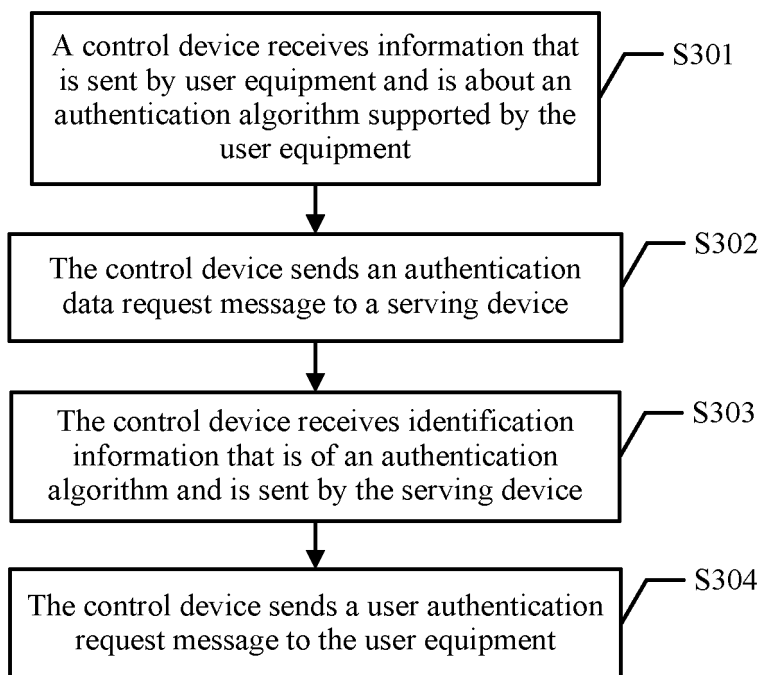 A control device receives information that
is sent by user equipment and is about an
authentication algorithm supported by the
user equipment
S301
The control device sends an authentication
data request message to a serving device
S302
The control device receives identification
information that is of an authentication
algorithm and is sent by the serving device
S303
The control device sends a user authentication
request message to the user equipment
S304